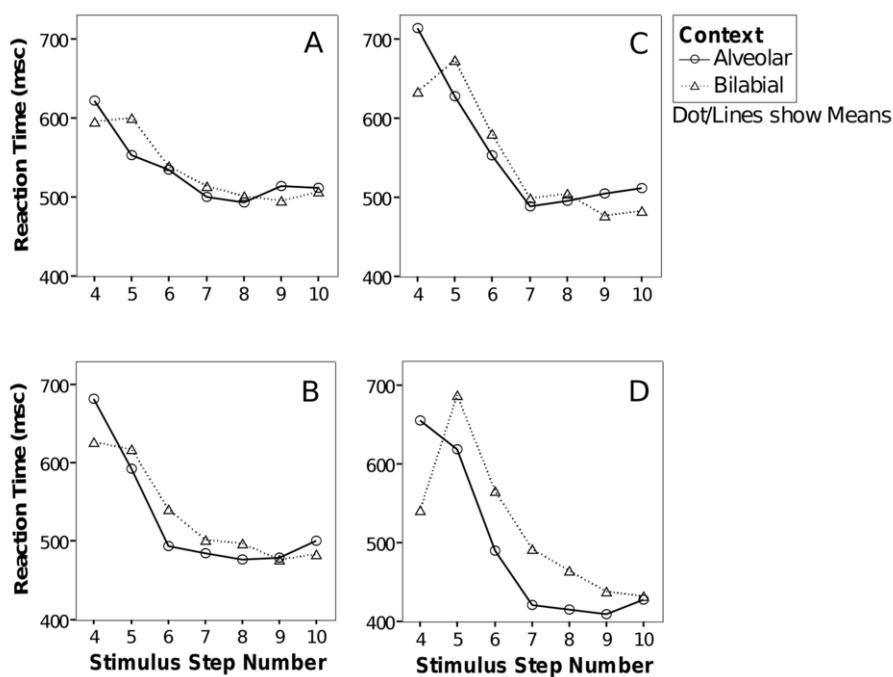 A
Reaction Time (msc)
700
600
500
400
4 5 6 7 8 9 10
C
700
600
500
400
4 5 6 7 8 9 10
Context
Alveolar
Bilabial
Dot/Lines show Means
B
Reaction Time (msc)
700
600
500
400
4 5 6 7 8 9 10
Stimulus Step Number
D
700
600
500
400
4 5 6 7 8 9 10
Stimulus Step Number